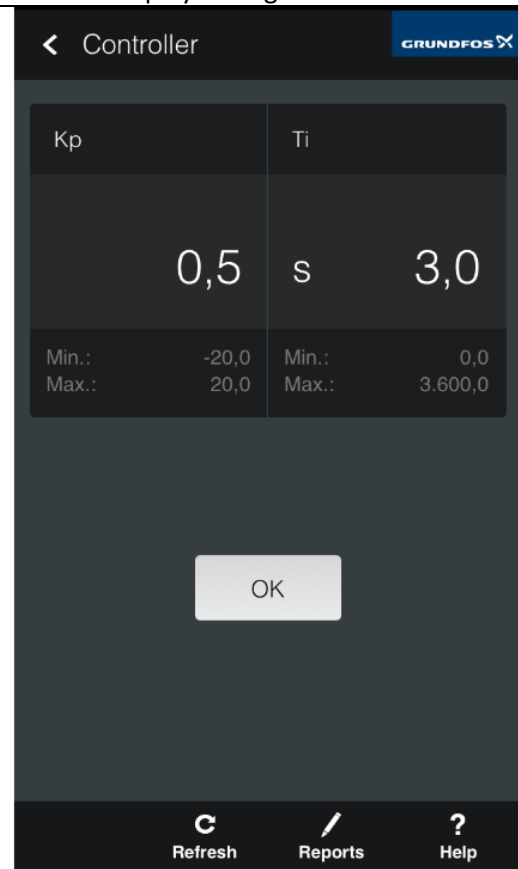 Controller
GRUNDFOS
Kp Ti
0,5 s 3,0
Min.: -20,0 Min.: 0,0
Max.: 20,0 Max.: 3.600,0
OK
Refresh Reports ? Help